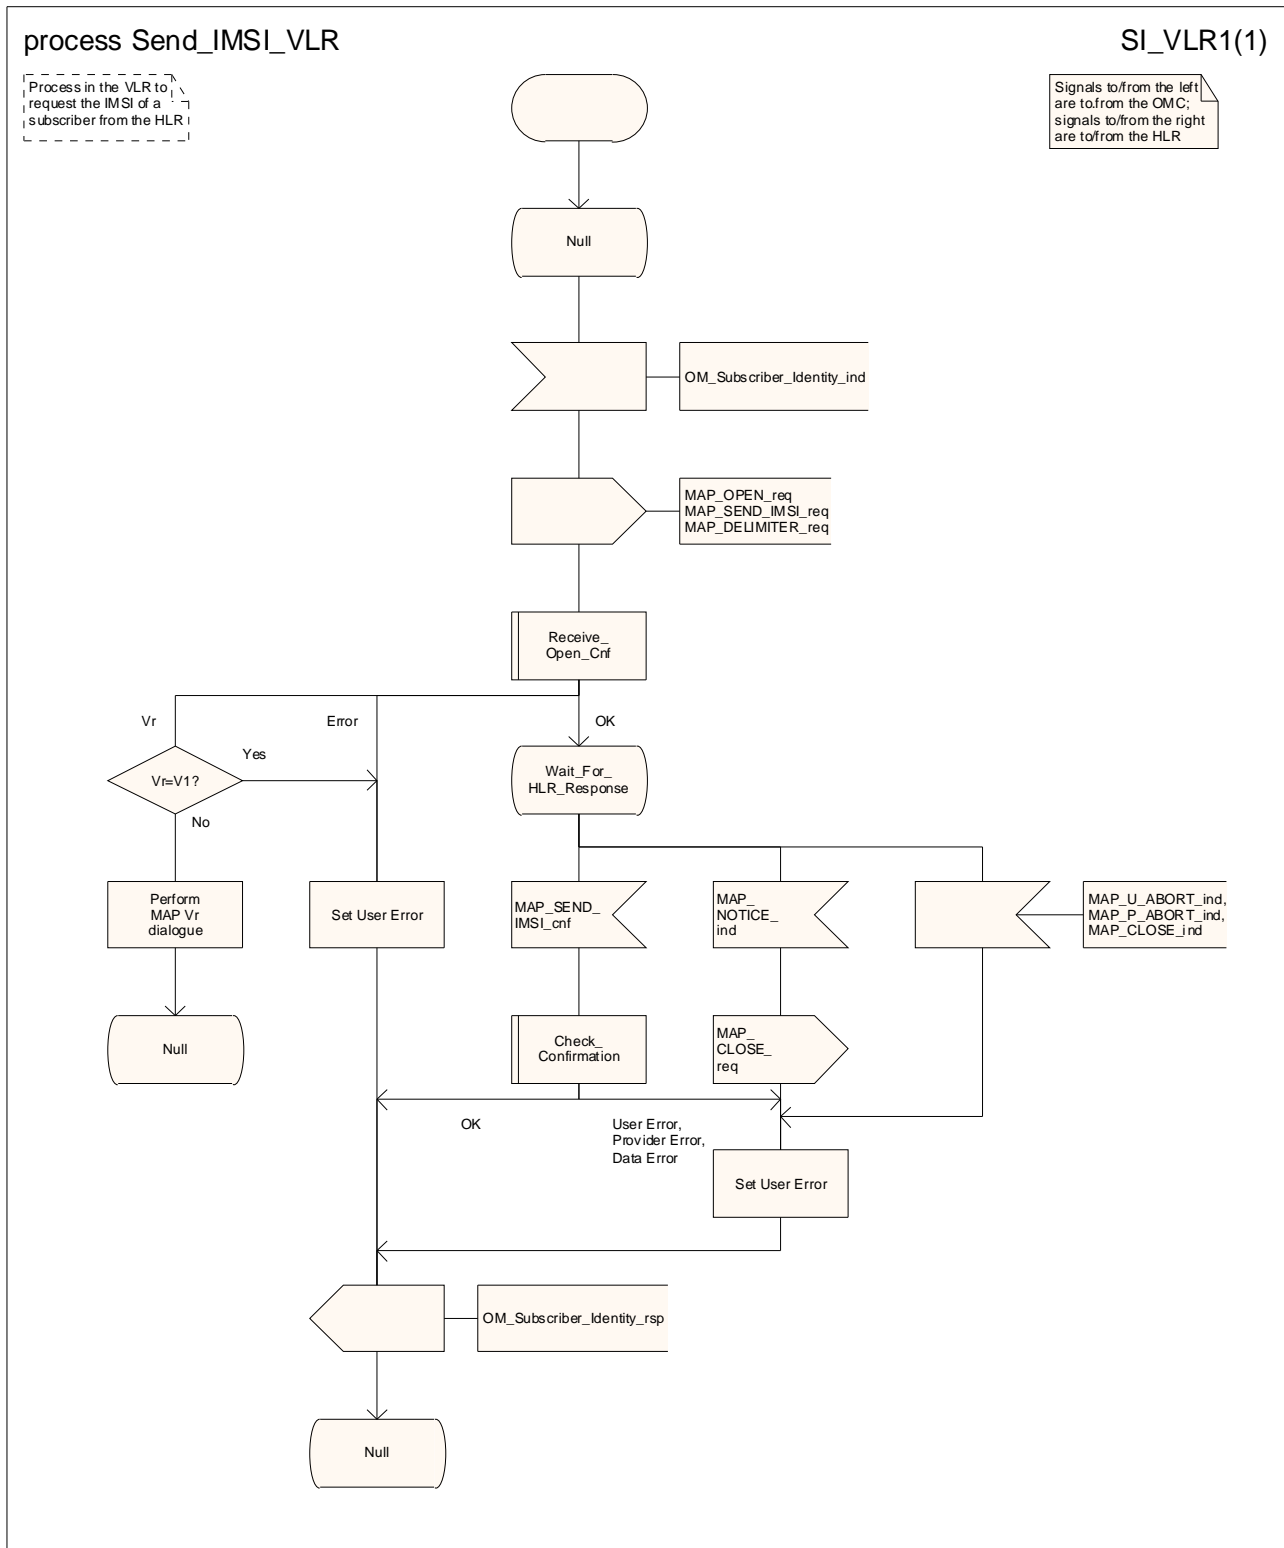 process Send_IMSI_VLR
SI_VLR1(1)
Process in the VLR to
request the IMSI of a
subscriber from the HLR
Signals to/from the left
are to.from the OMC;
signals to/from the right
are to/from the HLR
Null
OM_Subscriber_Identity_ind
MAP_OPEN_req
MAP_SEND_IMSI_req
MAP_DELIMITER_req
Receive_
Open_Cnf
Vr
Error
OK
Yes
Vr=V1?
Wait_For_
HLR_Response
No
Perform
MAP Vr
dialogue
Set User Error
MAP_SEND_
IMSI_cnf
MAP_
NOTICE_
ind
MAP_U_ABORT_ind,
MAP_P_ABORT_ind,
MAP_CLOSE_ind
Null
Check_
Confirmation
MAP_
CLOSE_
req
OK
User Error,
Provider Error,
Data Error
Set User Error
OM_Subscriber_Identity_rsp
Null